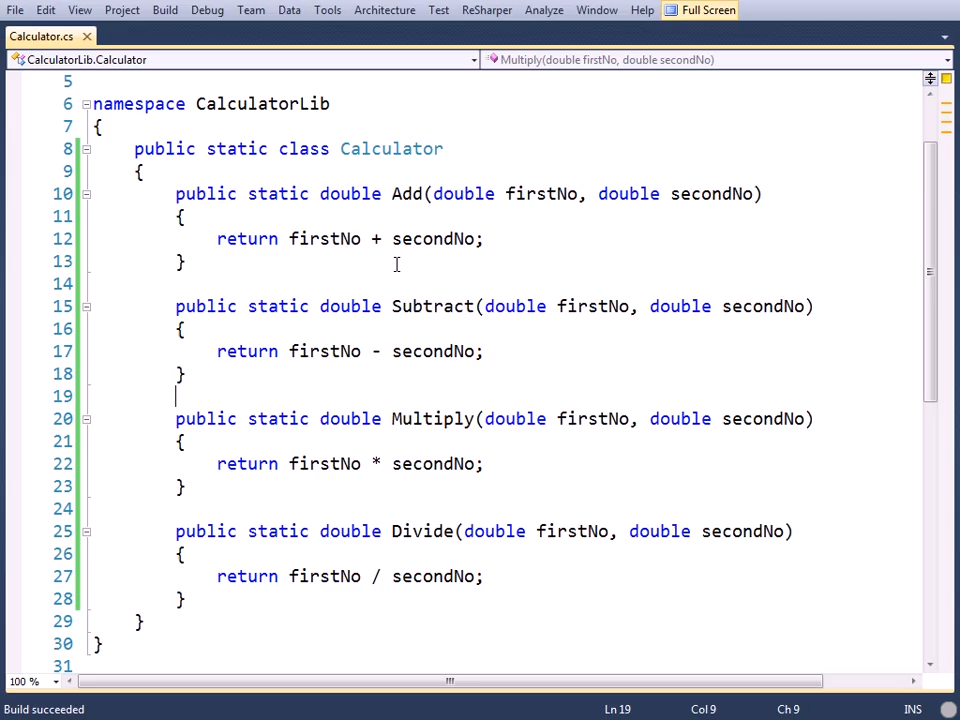 File Edit View Project Build Debug Team Data Tools Architecture Test ReSharper Analyze Window Help Full Screen
Calculator.cs
CalculatorLib.Calculator Multiply(double firstNo, double secondNo)
5
6 namespace CalculatorLib
7 {
8 public static class Calculator
9 {
10 public static double Add(double firstNo, double secondNo)
11 {
12 return firstNo + secondNo;
13 }
14
15 public static double Subtract(double firstNo, double secondNo)
16 {
17 return firstNo - secondNo;
18 }
19
20 public static double Multiply(double firstNo, double secondNo)
21 {
22 return firstNo * secondNo;
23 }
24
25 public static double Divide(double firstNo, double secondNo)
26 {
27 return firstNo / secondNo;
28 }
29 }
30 }
31
100 %
Build succeeded Ln 19 Col 9 Ch 9 INS